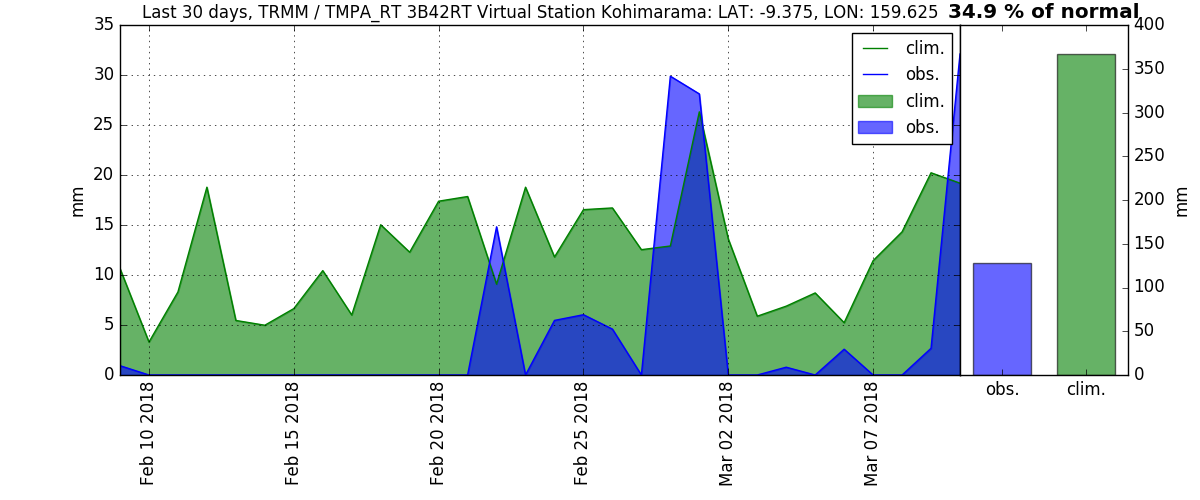 Last 30 days, TRMM / TMPA_RT 3B42RT Virtual Station Kohimarama: LAT: -9.375, LON: 159.625 34.9 % of normal
35
30
25
20
15
10
5
0
mm
clim.
obs.
clim.
obs.
400
350
300
250
200
150
100
50
0
mm
Feb 10 2018
Feb 15 2018
Feb 20 2018
Feb 25 2018
Mar 02 2018
Mar 07 2018
obs.
clim.